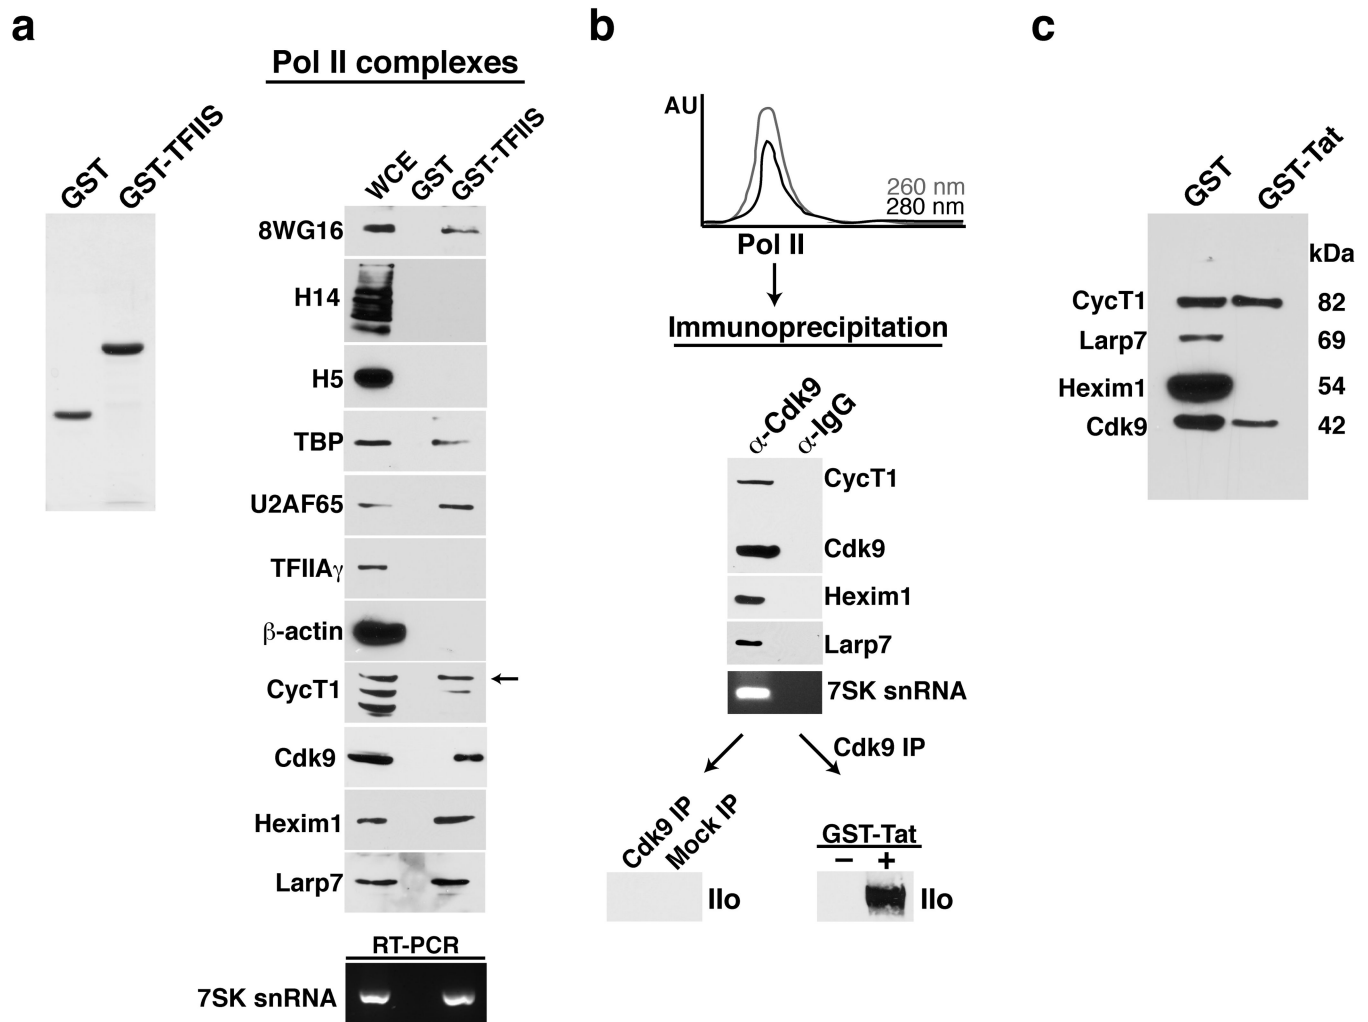 a
Pol II complexes
GST
GST-TFIIS
WCE
GST
GST-TFIIS
8WG16
H14
H5
TBP
U2AF65
TFIIAγ
β-actin
CycT1
Cdk9
Hexim1
Larp7
RT-PCR
7SK snRNA
b
AU
260 nm
280 nm
Pol II
Immunoprecipitation
α-Cdk9
α-IgG
CycT1
Cdk9
Hexim1
Larp7
7SK snRNA
Cdk9 IP
Cdk9 IP
Mock IP
IIo
GST-Tat
− +
IIo
c
GST
GST-Tat
kDa
CycT1 82
Larp7 69
Hexim1 54
Cdk9 42